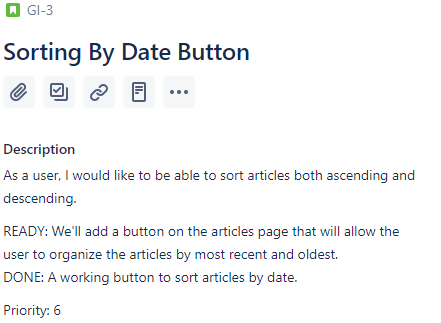 GI-3
Sorting By Date Button
Description
As a user, I would like to be able to sort articles both ascending and
descending.
READY: We'll add a button on the articles page that will allow the
user to organize the articles by most recent and oldest.
DONE: A working button to sort articles by date.
Priority: 6